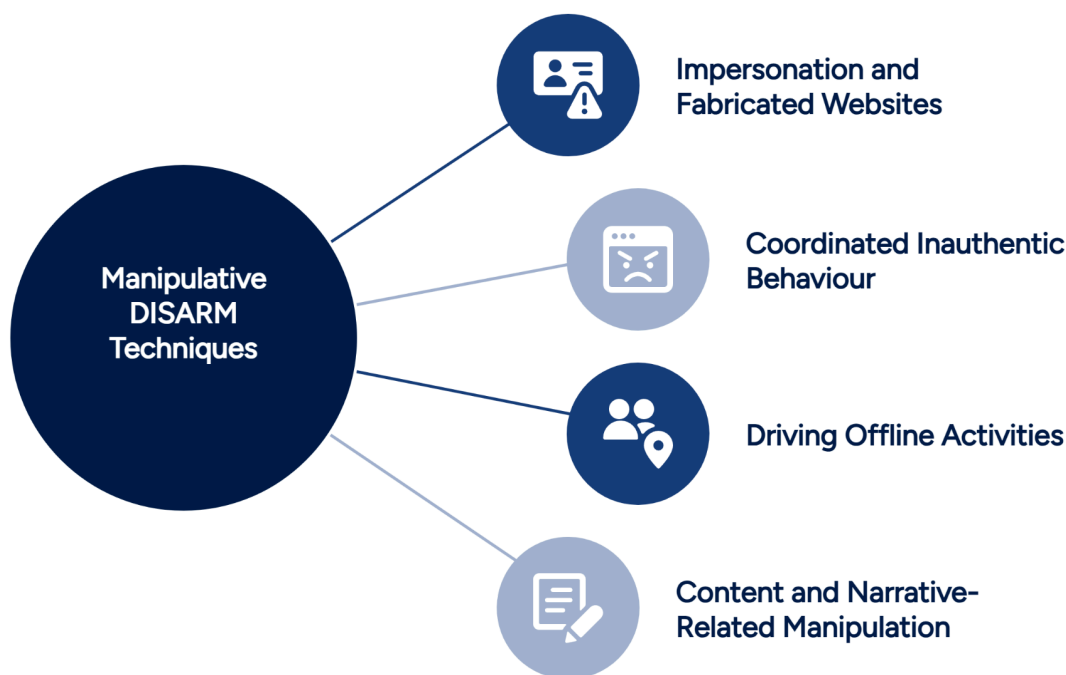 Manipulative
DISARM
Techniques
Impersonation and
Fabricated Websites
Coordinated Inauthentic
Behaviour
Driving Offline Activities
Content and Narrative-
Related Manipulation